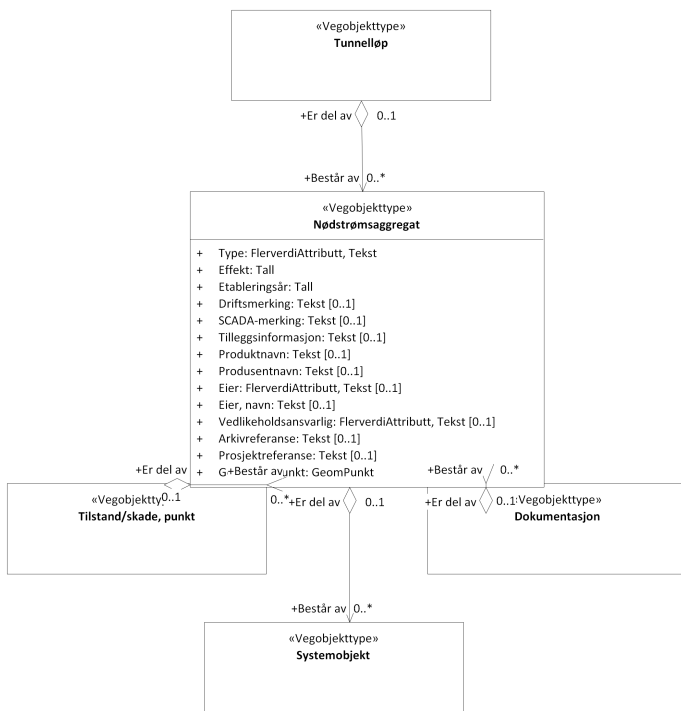 «Vegobjekttype»
Tunnelløp
+Er del av 0..1
+Består av 0..*
«Vegobjekttype»
Nødstrømsaggregat
+ Type: FlerverdiAttributt, Tekst
+ Effekt: Tall
+ Etableringsår: Tall
+ Driftsmerking: Tekst [0..1]
+ SCADA-merking: Tekst [0..1]
+ Tilleggsinformasjon: Tekst [0..1]
+ Produktnavn: Tekst [0..1]
+ Produsentnavn: Tekst [0..1]
+ Eier: FlerverdiAttributt, Tekst [0..1]
+ Eier, navn: Tekst [0..1]
+ Vedlikeholdsansvarlig: FlerverdiAttributt, Tekst [0..1]
+ Arkivreferanse: Tekst [0..1]
+ Prosjektreferanse: Tekst [0..1]
+ GeomPunkt
+Er del av
+Består av
+Består av 0..*
0..1
0..*
+Er del av 0..1
+Er del av 0..1
Tilstand/skade, punkt
Vegobjekttype»
Dokumentasjon
+Består av 0..*
«Vegobjekttype»
Systemobjekt